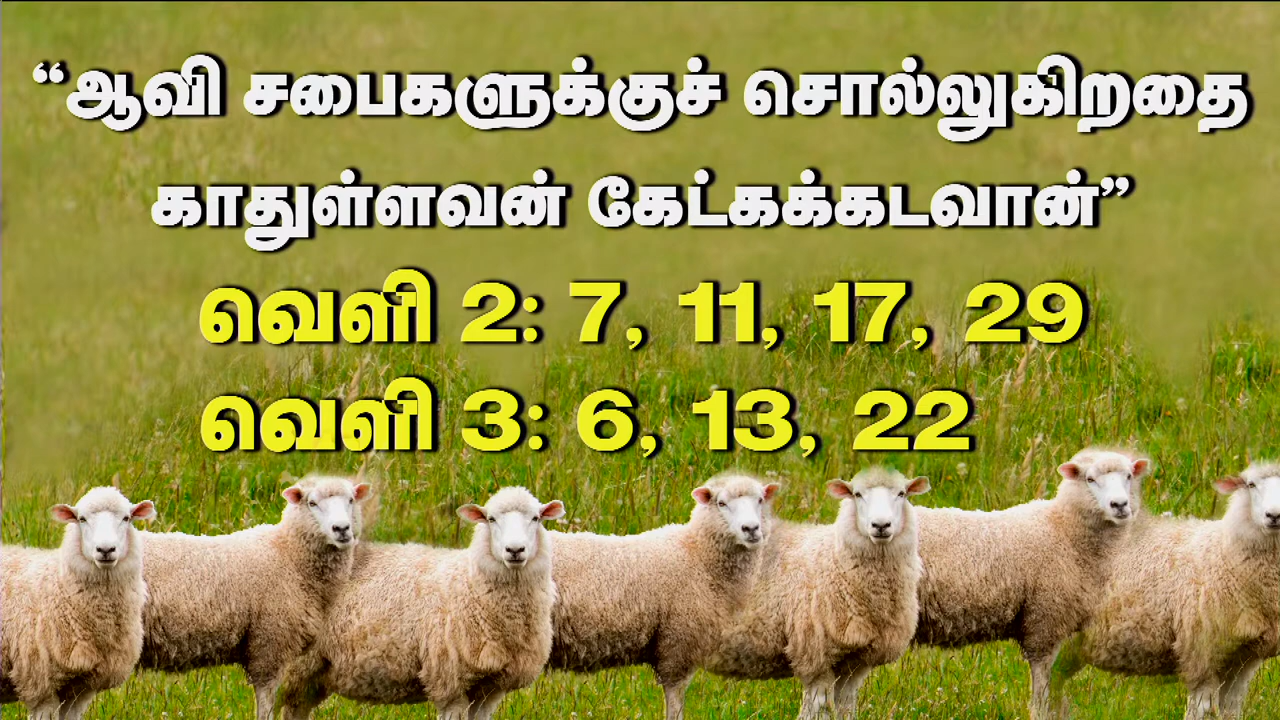 “ஆவி சபைகளுக்குச் சொல்லுகிறதை
காதுள்ளவன் கேட்கக்கடவான்”
வெளி 2: 7, 11, 17, 29
வெளி 3: 6, 13, 22